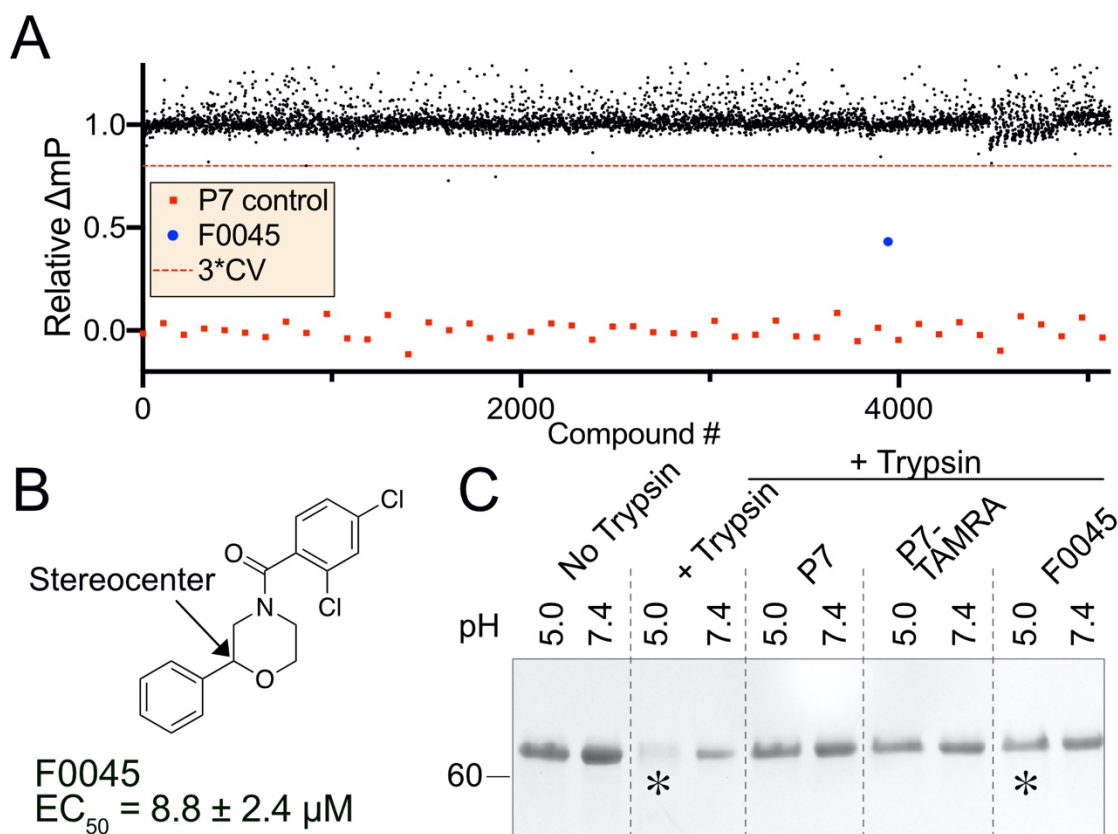 A
Relative ΔmP
1.0
0.5
0.0
P7 control
F0045
3*CV
0
2000
4000
Compound #
B
Cl
O
Cl
Stereocenter
N
O
F0045
EC₅₀ = 8.8 ± 2.4 µM
C
+ Trypsin
No Trypsin
+ Trypsin
P7
P7-
TAMRA
F0045
pH
5.0
7.4
5.0
7.4
5.0
7.4
5.0
7.4
5.0
7.4
60
*
*